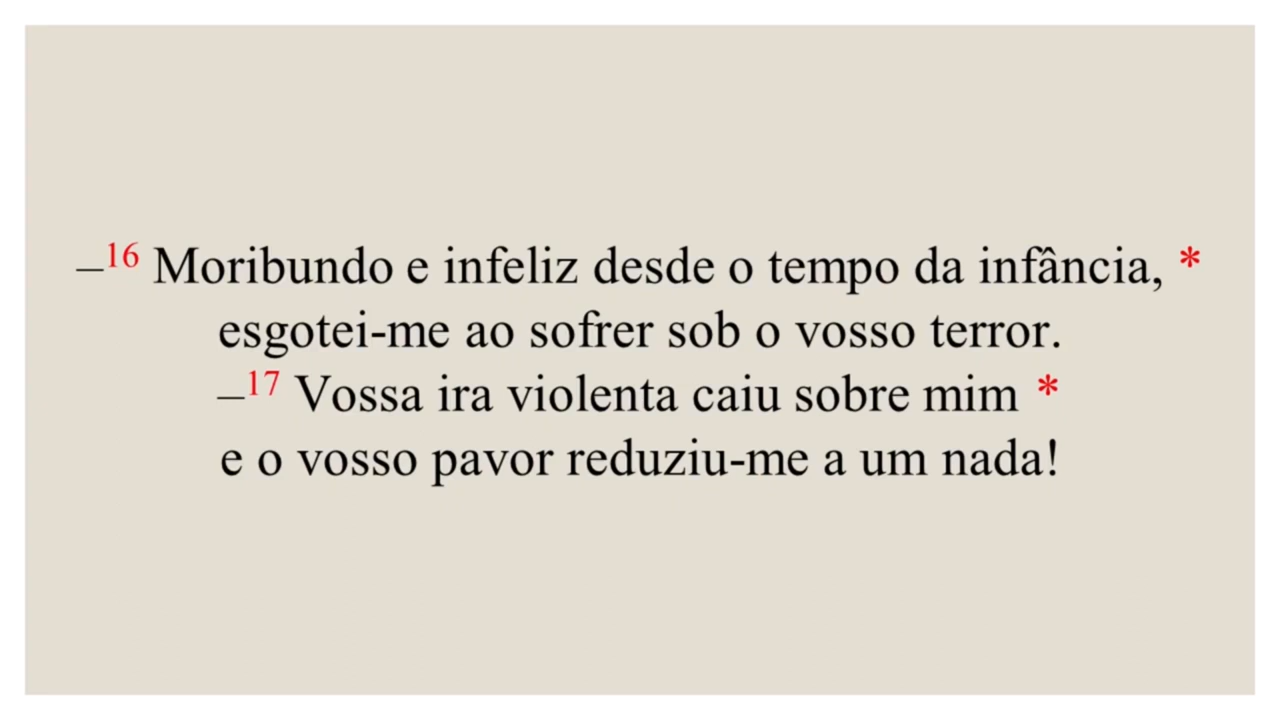 –16 Moribundo e infeliz desde o tempo da infância, *
esgotei-me ao sofrer sob o vosso terror.
–17 Vossa ira violenta caiu sobre mim *
e o vosso pavor reduziu-me a um nada!